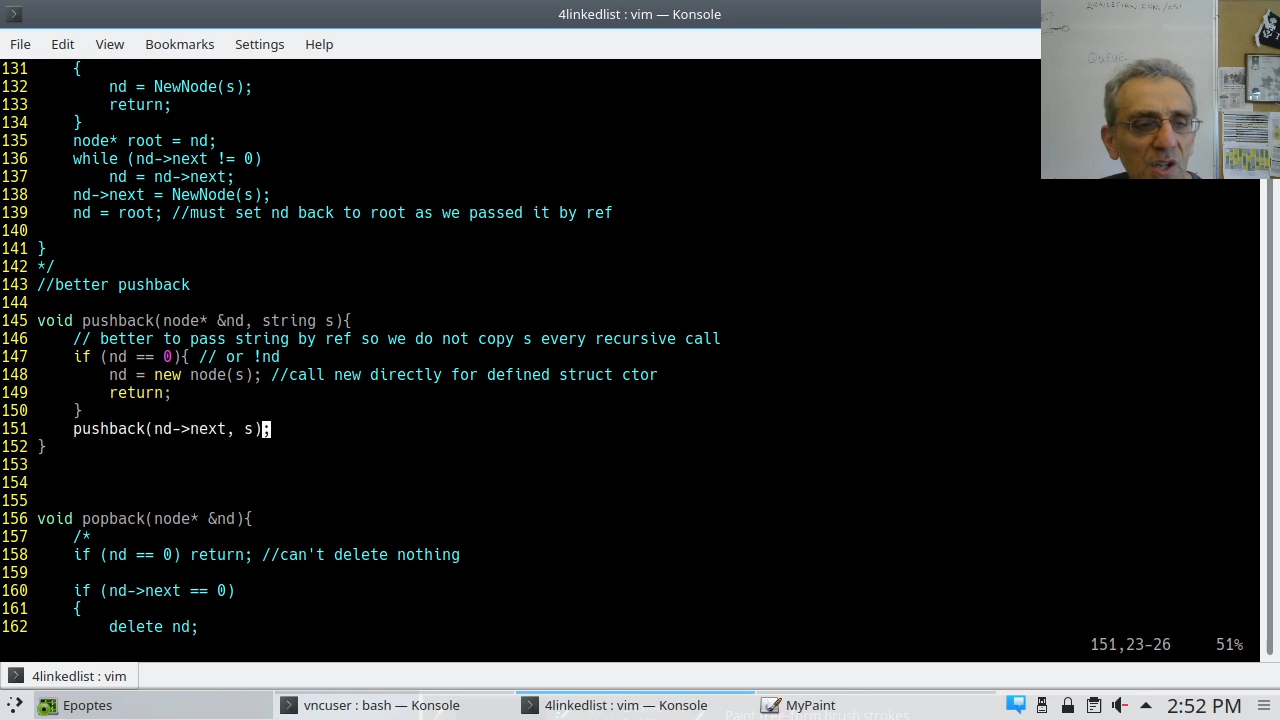 4linkedlist : vim — Konsole
File Edit View Bookmarks Settings Help
131     {
132         nd = NewNode(s);
133         return;
134     }
135     node* root = nd;
136     while (nd->next != 0)
137         nd = nd->next;
138     nd->next = NewNode(s);
139     nd = root; //must set nd back to root as we passed it by ref
140
141 }
142 */
143 //better pushback
144
145 void pushback(node* &nd, string s){
146     // better to pass string by ref so we do not copy s every recursive call
147     if (nd == 0){ // or !nd
148         nd = new node(s); //call new directly for defined struct ctor
149         return;
150     }
151     pushback(nd->next, s);
152 }
153
154
155
156 void popback(node* &nd){
157     /*
158     if (nd == 0) return; //can't delete nothing
159
160     if (nd->next == 0)
161     {
162         delete nd;
151,23-26 51%
QUEUE
4linkedlist : vim
Epoptes
vncuser : bash — Konsole
4linkedlist : vim — Konsole
MyPaint
Paint free-form brush strokes
2:52 PM